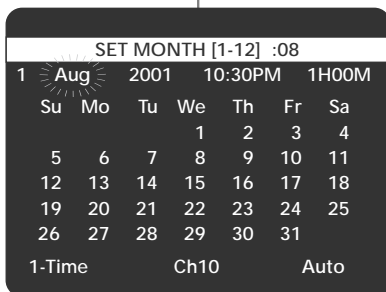 SET MONTH [1-12] :08
1 Aug 2001 10:30PM 1H00M
Su Mo Tu We Th Fr Sa
1 2 3 4
5 6 7 8 9 10 11
12 13 14 15 16 17 18
19 20 21 22 23 24 25
26 27 28 29 30 31
1-Time Ch10 Auto